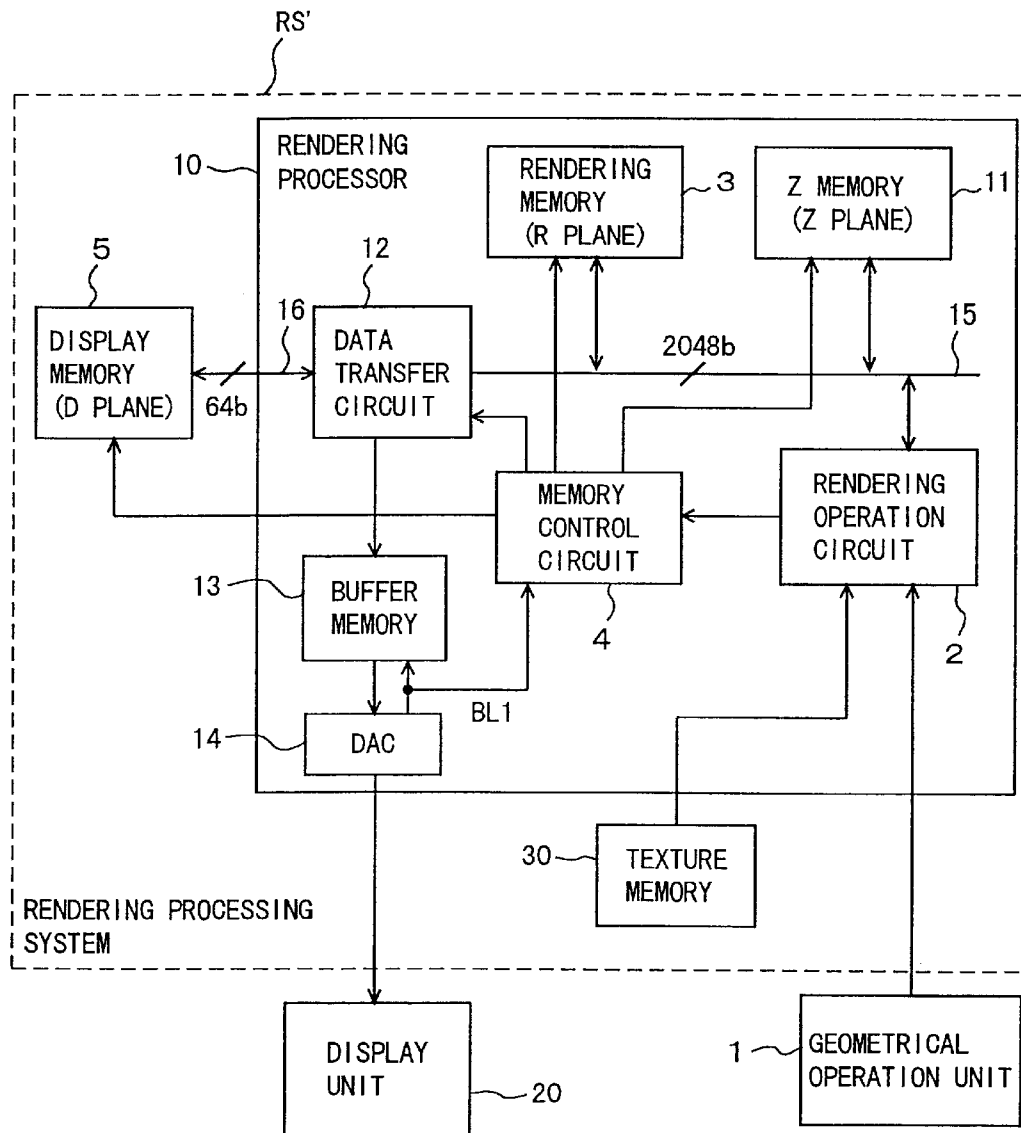 RS'
RENDERING
PROCESSOR
10
RENDERING
MEMORY
(R PLANE)
3
Z MEMORY
(Z PLANE)
11
5
12
16
DISPLAY
MEMORY
(D PLANE)
64b
DATA
TRANSFER
CIRCUIT
2048b
15
MEMORY
CONTROL
CIRCUIT
4
RENDERING
OPERATION
CIRCUIT
2
13
BUFFER
MEMORY
BL1
14
DAC
30
TEXTURE
MEMORY
RENDERING PROCESSING
SYSTEM
DISPLAY
UNIT
20
1
GEOMETRICAL
OPERATION UNIT